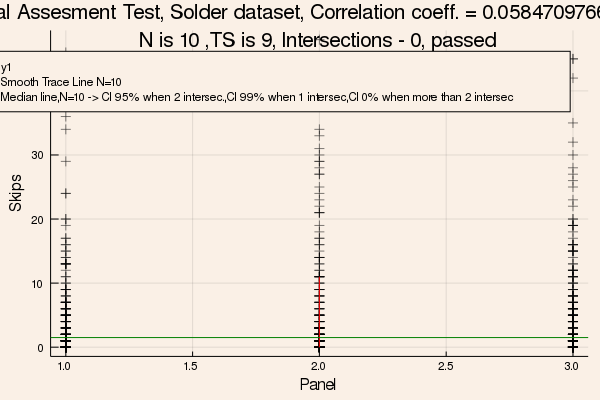 al Assesment Test, Solder dataset, Correlation coeff. = 0.0584709766
N is 10 ,TS is 9, Intersections - 0, passed
y1
Smooth Trace Line N=10
Median line,N=10 -> CI 95% when 2 intersec.,CI 99% when 1 intersec,CI 0% when more than 2 intersec
30
20
10
0
Skips
1.0
1.5
2.0
2.5
3.0
Panel